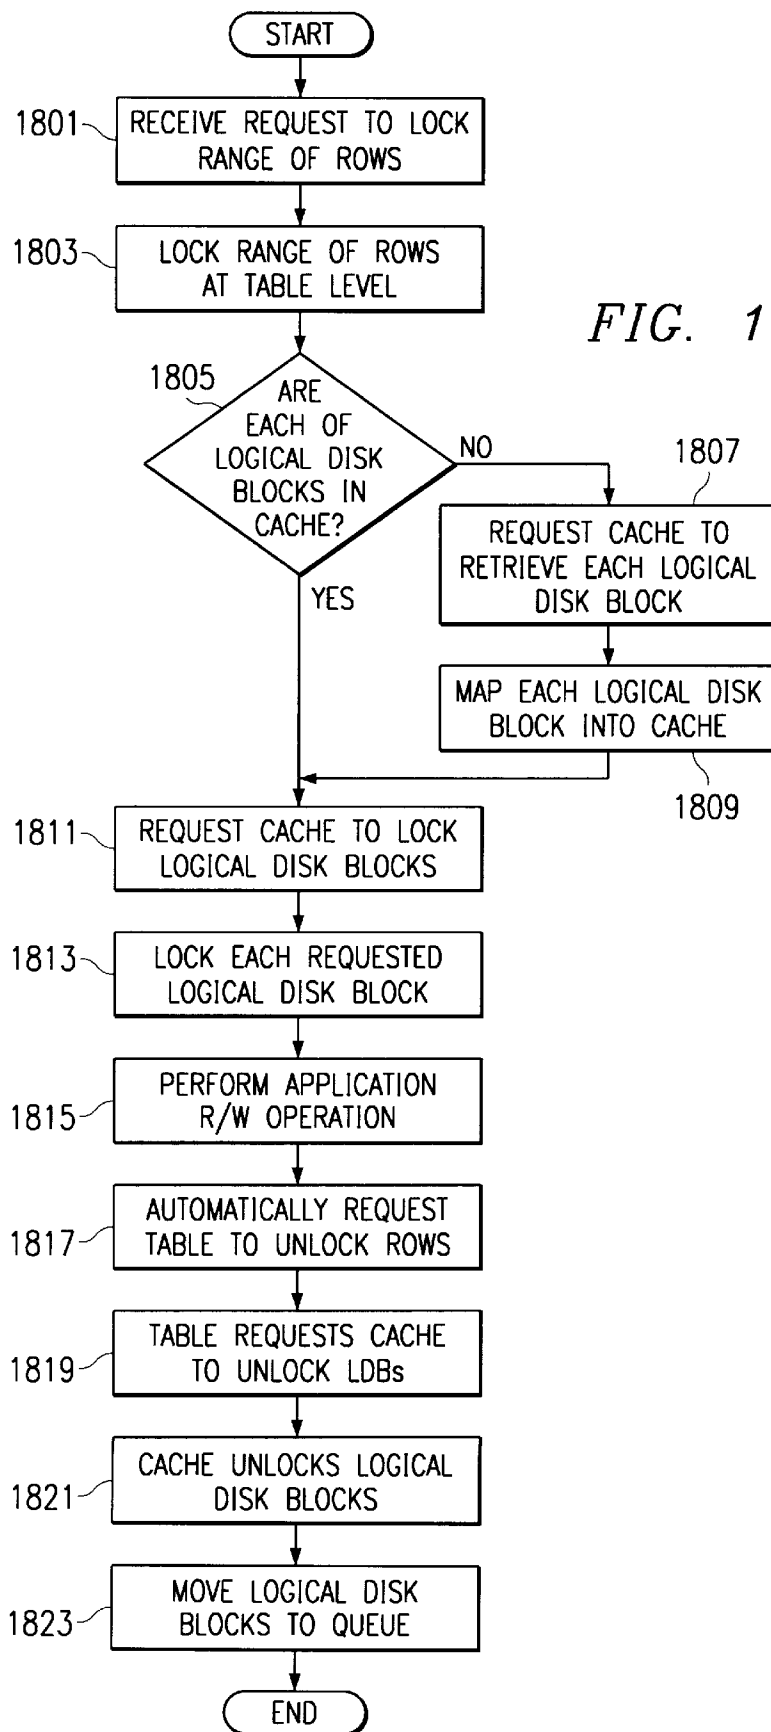 START
1801
RECEIVE REQUEST TO LOCK
RANGE OF ROWS
1803
LOCK RANGE OF ROWS
AT TABLE LEVEL
FIG. 1
1805
ARE
EACH OF
LOGICAL DISK
BLOCKS IN
CACHE?
NO
YES
1807
REQUEST CACHE TO
RETRIEVE EACH LOGICAL
DISK BLOCK
MAP EACH LOGICAL DISK
BLOCK INTO CACHE
1809
1811
REQUEST CACHE TO LOCK
LOGICAL DISK BLOCKS
1813
LOCK EACH REQUESTED
LOGICAL DISK BLOCK
1815
PERFORM APPLICATION
R/W OPERATION
1817
AUTOMATICALLY REQUEST
TABLE TO UNLOCK ROWS
1819
TABLE REQUESTS CACHE
TO UNLOCK LDBs
1821
CACHE UNLOCKS LOGICAL
DISK BLOCKS
1823
MOVE LOGICAL DISK
BLOCKS TO QUEUE
END